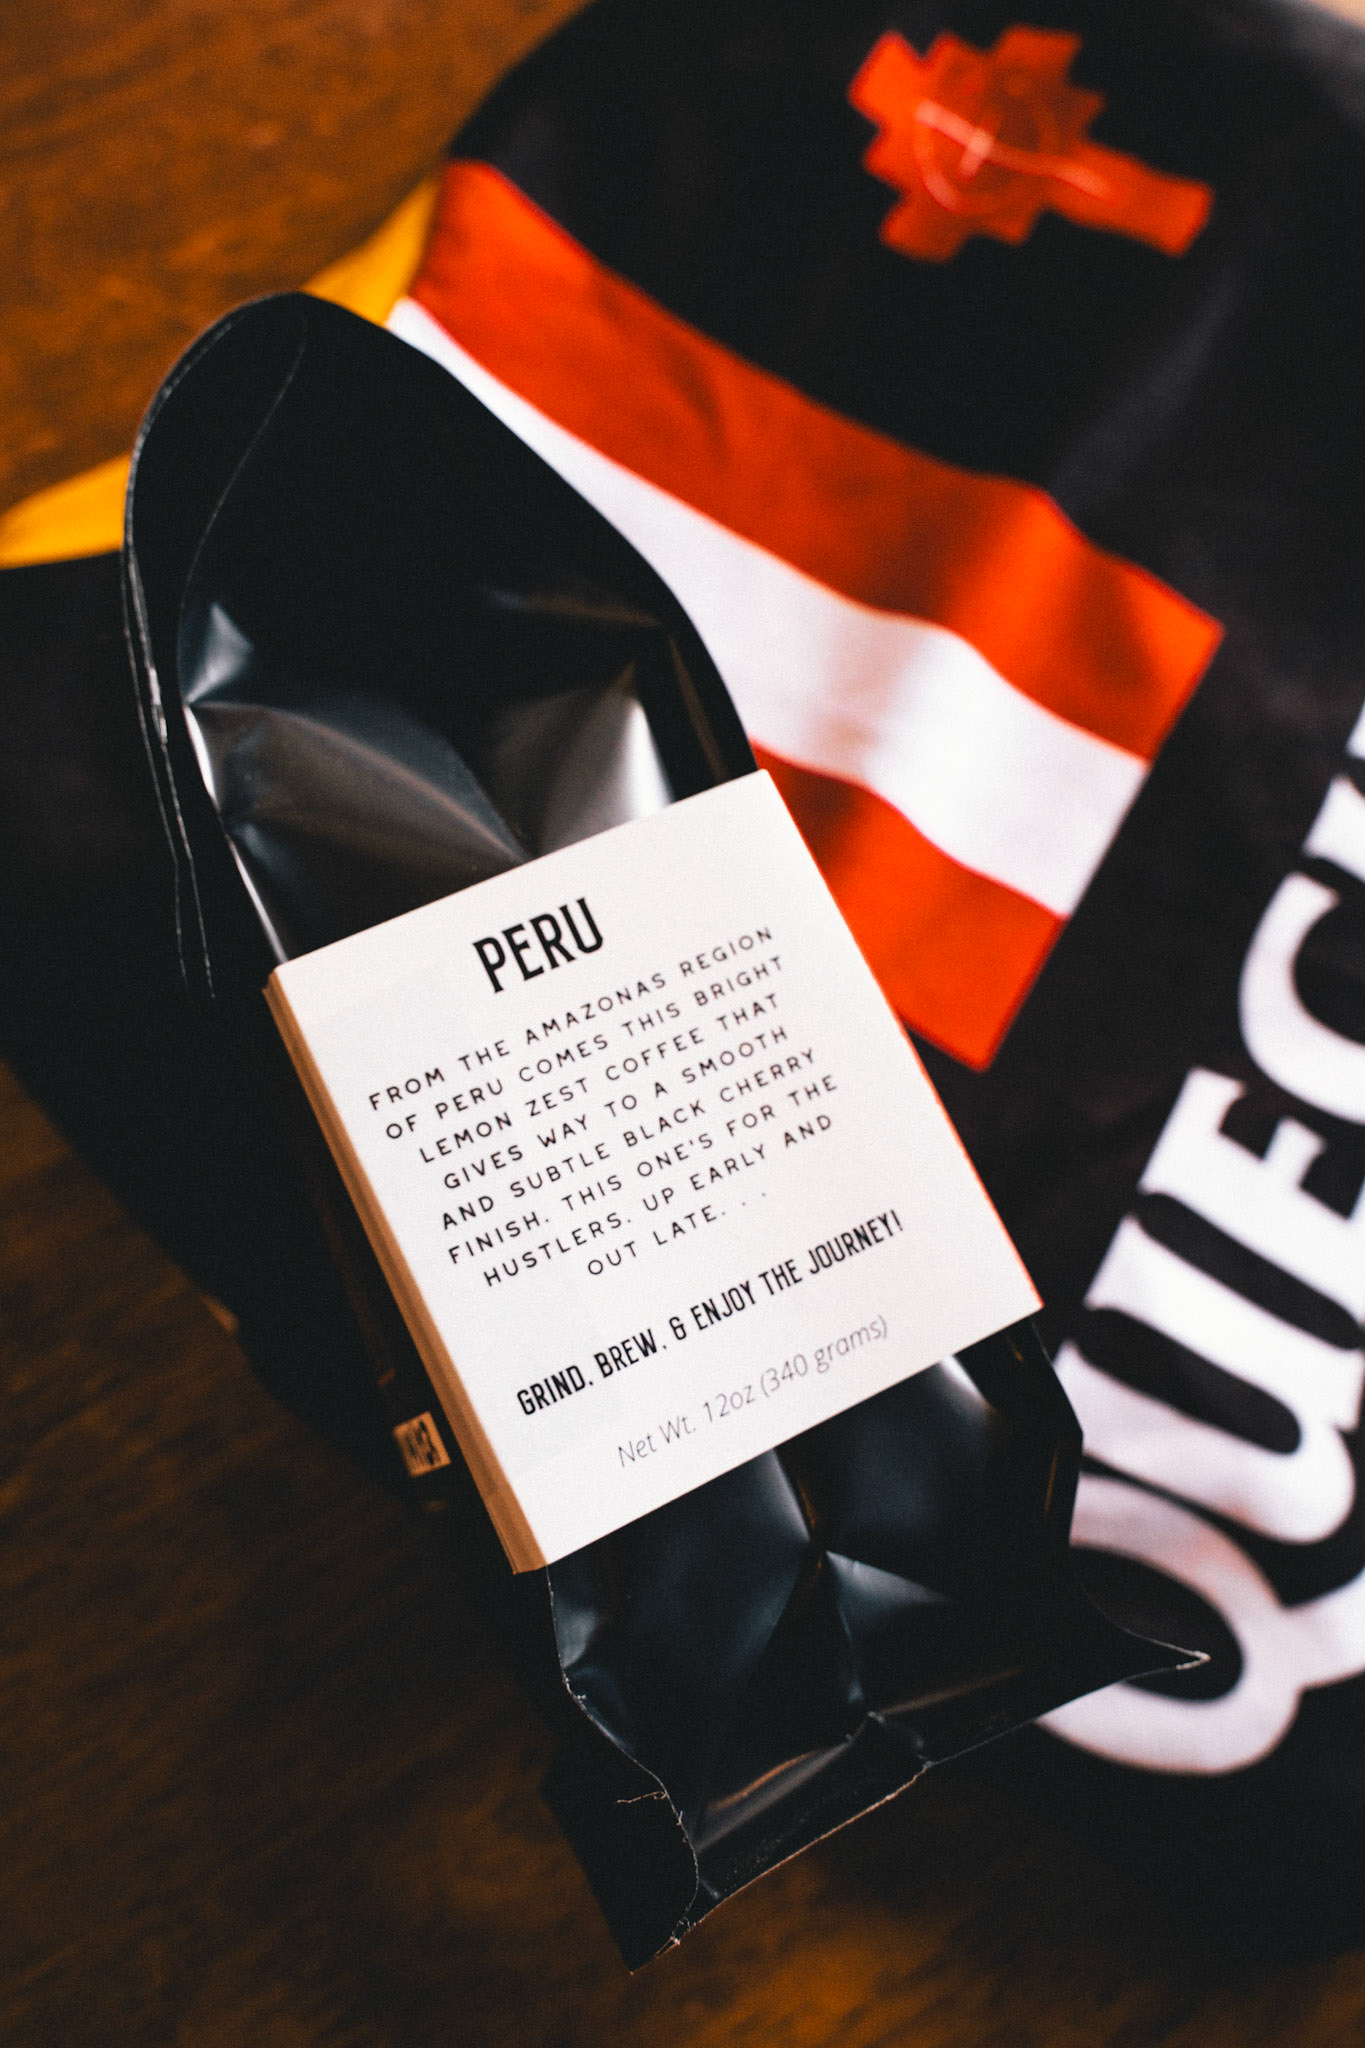 PERU
FROM THE AMAZONAS REGION
OF PERU COMES THIS BRIGHT
LEMON ZEST COFFEE THAT
GIVES WAY TO A SMOOTH
AND SUBTLE BLACK CHERRY
FINISH. THIS ONE'S FOR THE
HUSTLERS. UP EARLY AND
OUT LATE. . .
GRIND, BREW, & ENJOY THE JOURNEY!
Net Wt. 12oz (340 grams)